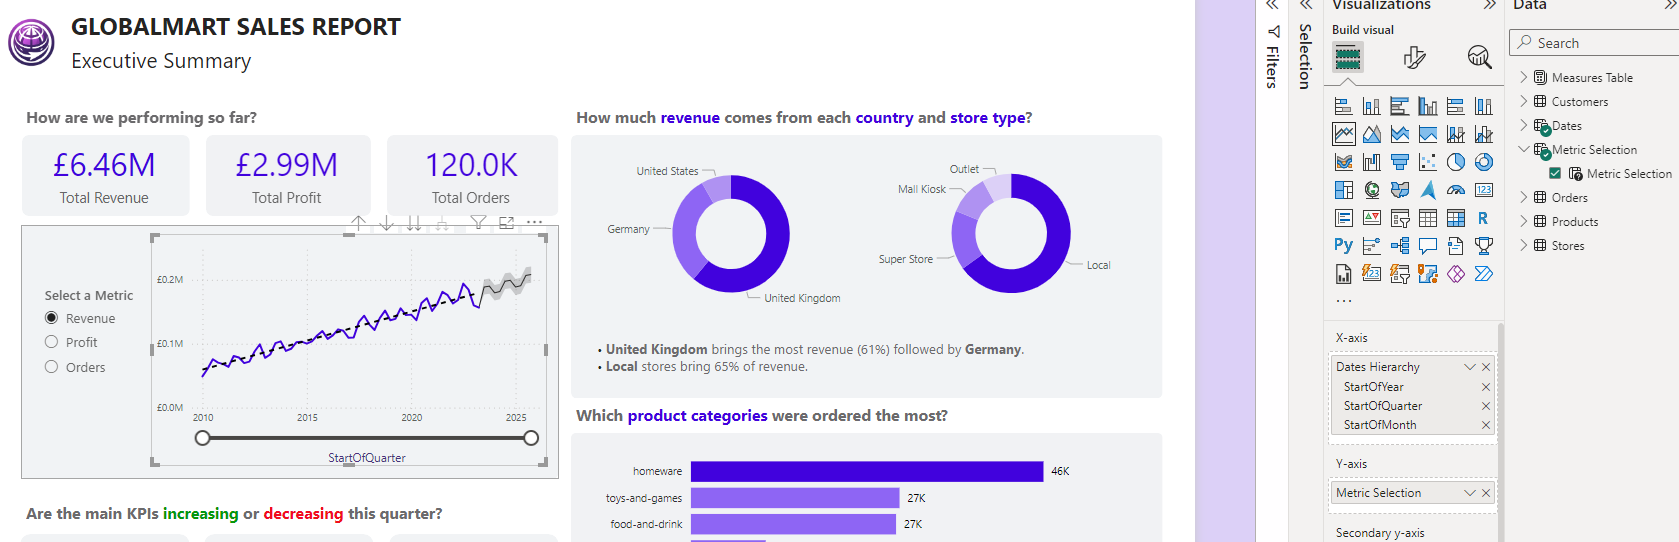 GLOBALMART SALES REPORT
Executive Summary
How are we performing so far?
£6.46M
Total Revenue
£2.99M
Total Profit
120.0K
Total Orders
Select a Metric
Revenue
Profit
Orders
£0.2M
£0.1M
£0.0M
2010
2015
2020
2025
StartOfQuarter
Are the main KPIs increasing or decreasing this quarter?
How much revenue comes from each country and store type?
United States
Germany
United Kingdom
Outlet
Mall Kiosk
Super Store
Local
• United Kingdom brings the most revenue (61%) followed by Germany.
• Local stores bring 65% of revenue.
Which product categories were ordered the most?
homeware
46K
toys-and-games
27K
food-and-drink
27K
Filters
Selection
Visualizations
Build visual
123
R
Py
123
...
X-axis
Dates Hierarchy
StartOfYear
StartOfQuarter
StartOfMonth
Y-axis
Metric Selection
Secondary y-axis
Data
Search
Measures Table
Customers
Dates
Metric Selection
Metric Selection
Orders
Products
Stores